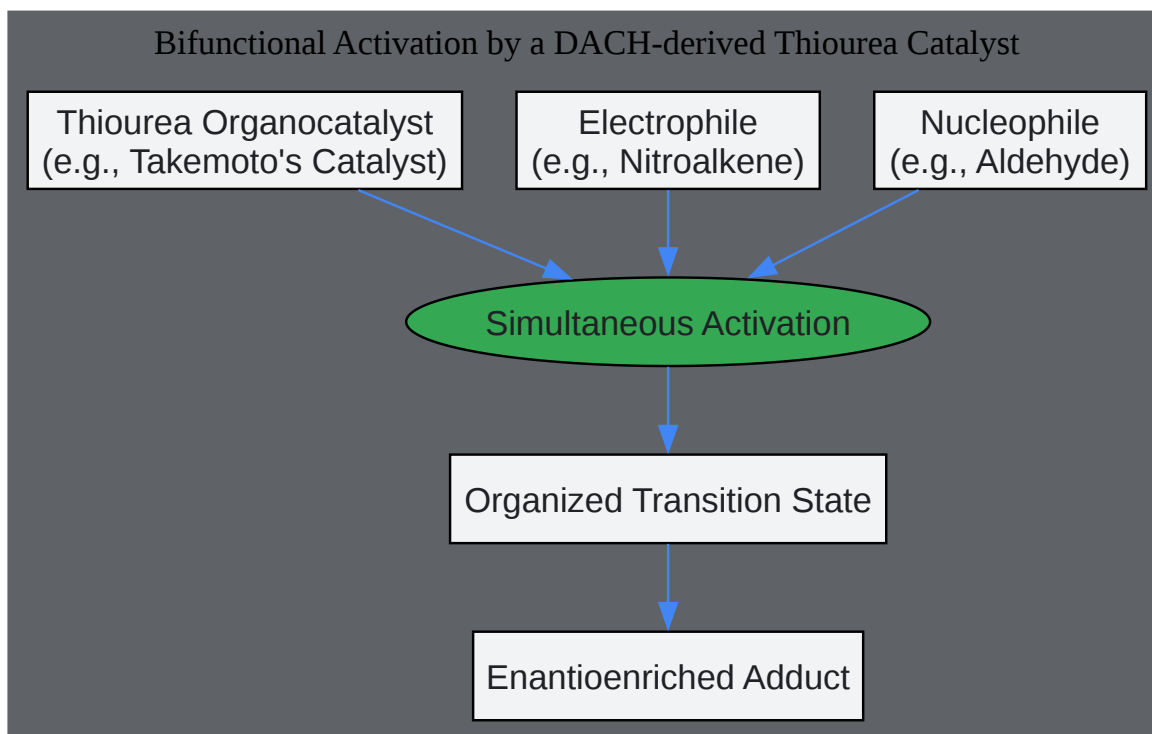 Bifunctional Activation by a DACH-derived Thiourea Catalyst
Thiourea Organocatalyst
(e.g., Takemoto's Catalyst)
Electrophile
(e.g., Nitroalkene)
Nucleophile
(e.g., Aldehyde)
Simultaneous Activation
Organized Transition State
Enantioenriched Adduct